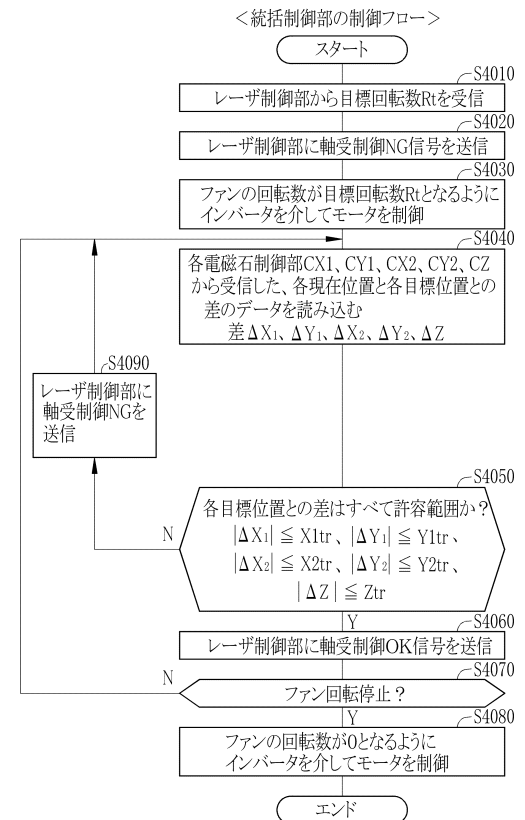 ＜統括制御部の制御フロー＞
スタート
S4010
レーザ制御部から目標回転数Rtを受信
S4020
レーザ制御部に軸受制御NG信号を送信
S4030
ファンの回転数が目標回転数Rtとなるように
インバータを介してモータを制御
S4040
各電磁石制御部CX1、CY1、CX2、CY2、CZ
から受信した、各現在位置と各目標位置との
差のデータを読み込む
差ΔX1、ΔY1、ΔX2、ΔY2、ΔZ
S4090
レーザ制御部に
軸受制御NGを
送信
S4050
各目標位置との差はすべて許容範囲か？
|ΔX1| ≦ X1tr、|ΔY1| ≦ Y1tr、
|ΔX2| ≦ X2tr、|ΔY2| ≦ Y2tr、
|ΔZ| ≦ Ztr
N
Y
S4060
レーザ制御部に軸受制御OK信号を送信
S4070
ファン回転停止？
N
Y
S4080
ファンの回転数が0となるように
インバータを介してモータを制御
エンド